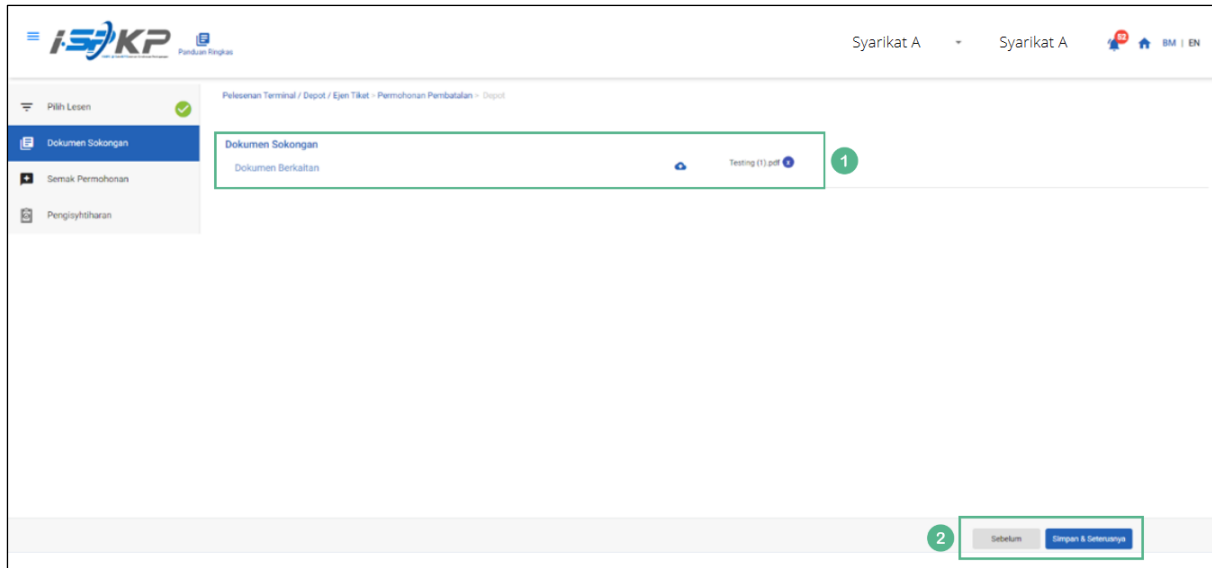 i-SPKP
Panduan Ringkas
Syarikat A
Syarikat A
52
BM | EN
Pilih Lesen
Dokumen Sokongan
Semak Permohonan
Pengisyhtiharan
Pelesenan Terminal / Depot / Ejen Tiket > Permohonan Pembatalan > Depot
Dokumen Sokongan
Dokumen Berkaitan
Testing (1).pdf x
1
2
Sebelum
Simpan & Seterusnya